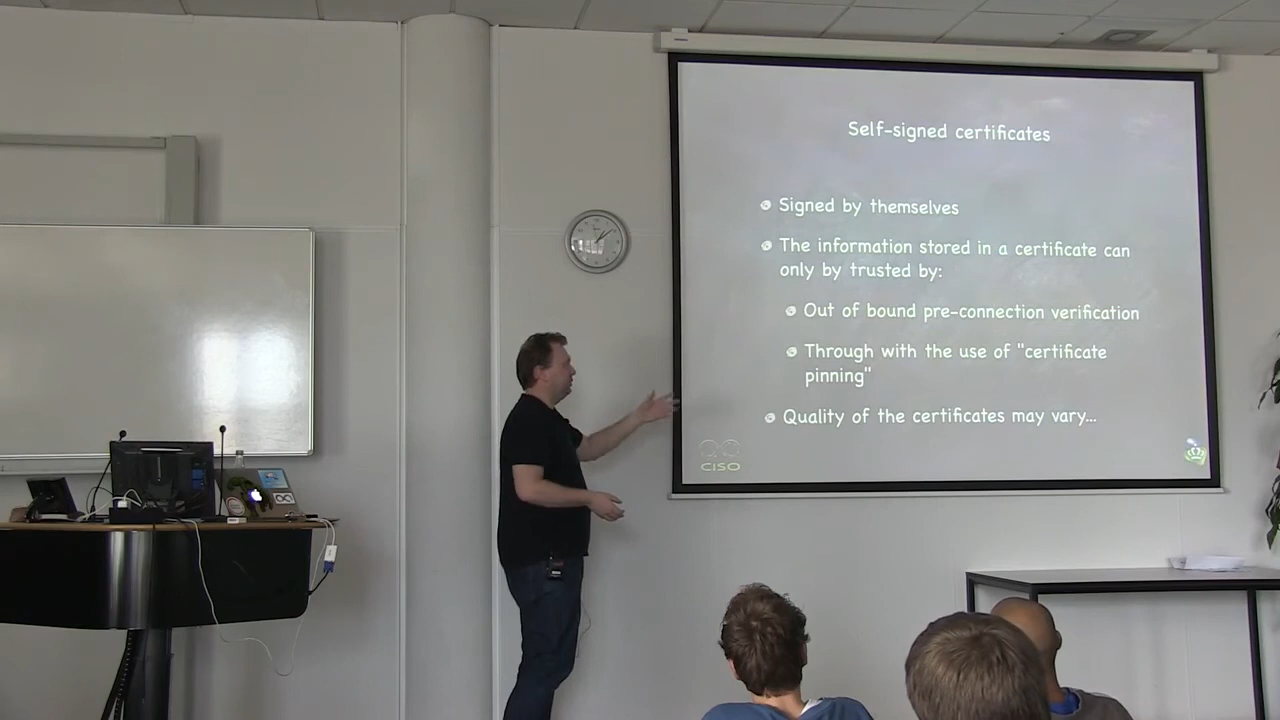 Self-signed certificates
Signed by themselves
The information stored in a certificate can
only by trusted by:
Out of bound pre-connection verification
Through with the use of "certificate
pinning"
Quality of the certificates may vary...
CISO